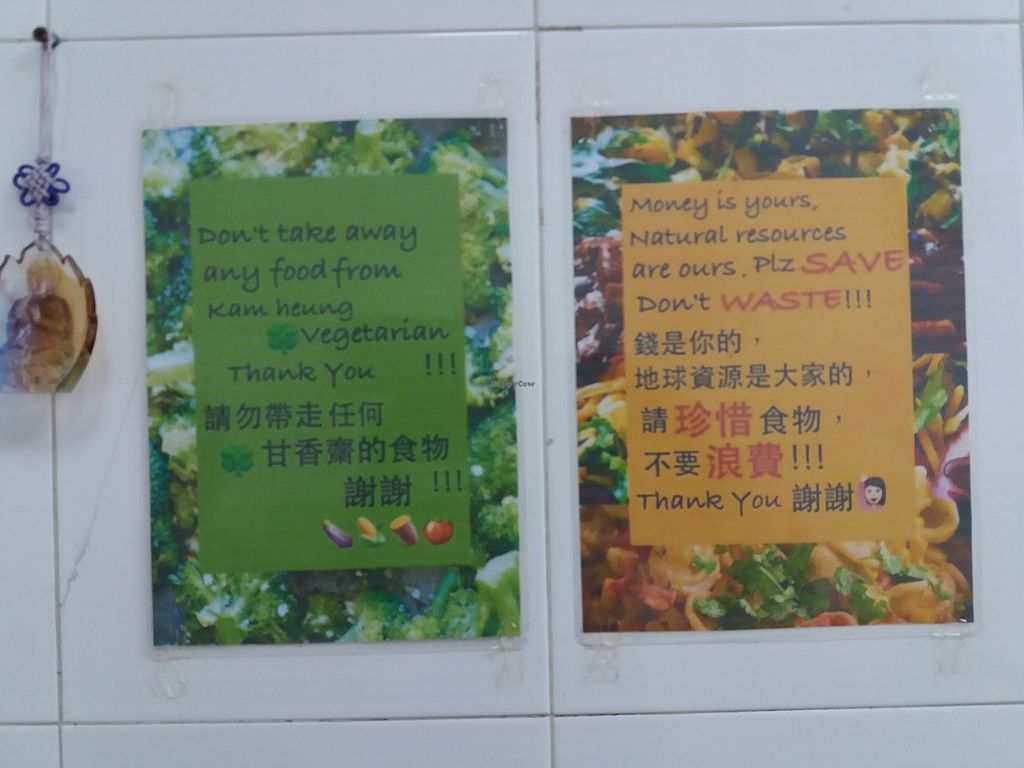 Don't take away
any food from
Kam heung
Vegetarian
Thank You !!!
請勿帶走任何
甘香齋的食物
謝謝 !!!
Money is yours,
Natural resources
are ours. Plz SAVE
Don't WASTE!!!
錢是你的，
地球資源是大家的，
請珍惜食物，
不要浪費!!!
Thank You 謝謝
HappyCow